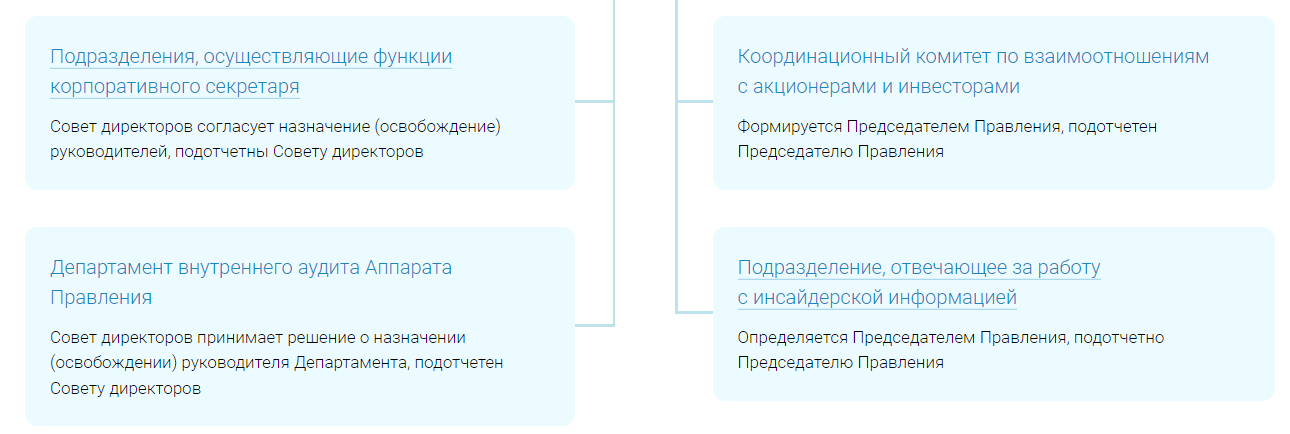 Подразделения, осуществляющие функции
корпоративного секретаря
Совет директоров согласует назначение (освобождение)
руководителей, подотчетны Совету директоров
Координационный комитет по взаимоотношениям
с акционерами и инвесторами
Формируется Председателем Правления, подотчетен
Председателю Правления
Департамент внутреннего аудита Аппарата
Правления
Совет директоров принимает решение о назначении
(освобождении) руководителя Департамента, подотчетен
Совету директоров
Подразделение, отвечающее за работу
с инсайдерской информацией
Определяется Председателем Правления, подотчетно
Председателю Правления